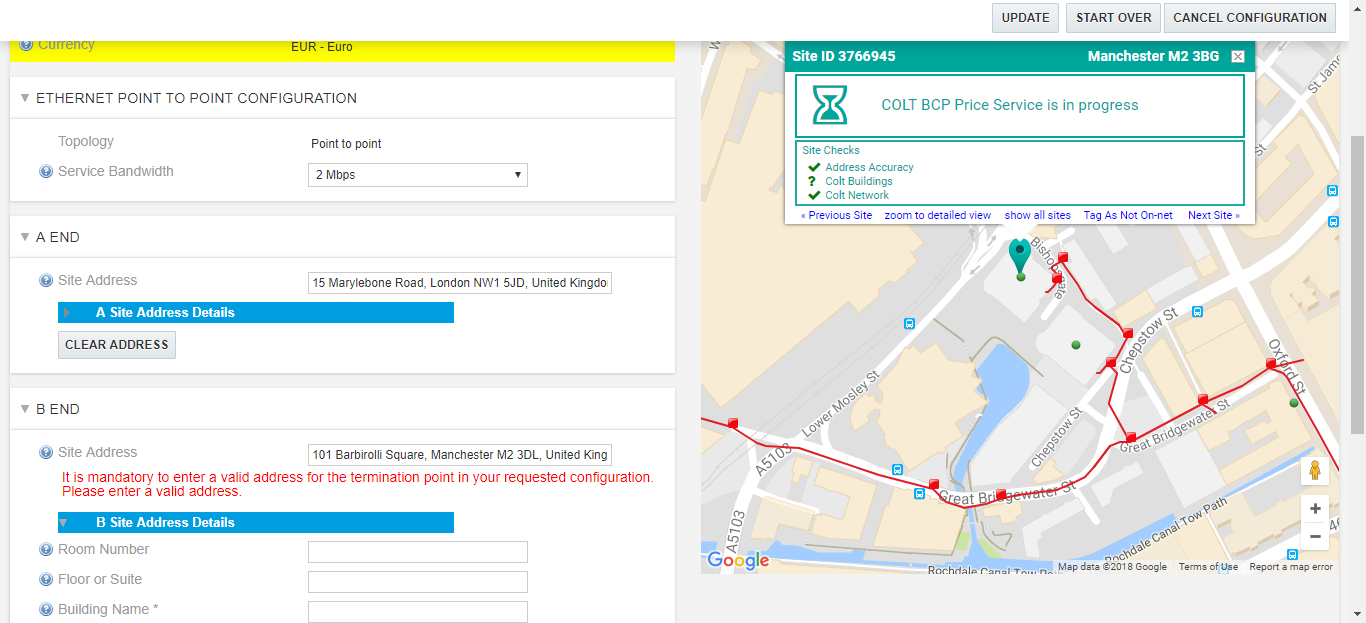 UPDATE
START OVER
CANCEL CONFIGURATION
Currency
EUR - Euro
ETHERNET POINT TO POINT CONFIGURATION
Topology
Point to point
Service Bandwidth
2 Mbps
A END
Site Address
15 Marylebone Road, London NW1 5JD, United Kingdo
A Site Address Details
CLEAR ADDRESS
B END
Site Address
101 Barbirolli Square, Manchester M2 3DL, United King
It is mandatory to enter a valid address for the termination point in your requested configuration.
Please enter a valid address.
B Site Address Details
Room Number
Floor or Suite
Building Name *
Site ID 3766945
Manchester M2 3BG
COLT BCP Price Service is in progress
Site Checks
Address Accuracy
? Colt Buildings
Colt Network
« Previous Site
zoom to detailed view
show all sites
Tag As Not On-net
Next Site »
St Jame
Bishopsgate
Chepstow St
Oxford St
Lower Mosley St
Chepstow St
Great Bridgewater St
A5103
Great Bridgewater St
A5103
Rochdale Canal Tow Path
Rochdale Canal Tow Path
Google
Map data ©2018 Google
Terms of Use
Report a map error